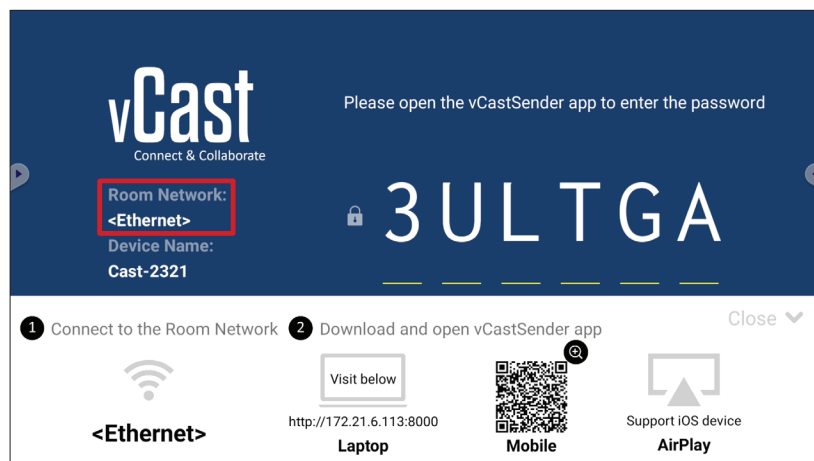 vCast
Connect & Collaborate
Please open the vCastSender app to enter the password
Room Network:
<Ethernet>
Device Name:
Cast-2321
3ULTGA
1 Connect to the Room Network
2 Download and open vCastSender app
Close
<Ethernet>
Visit below
http://172.21.6.113:8000
Laptop
Mobile
Support iOS device
AirPlay